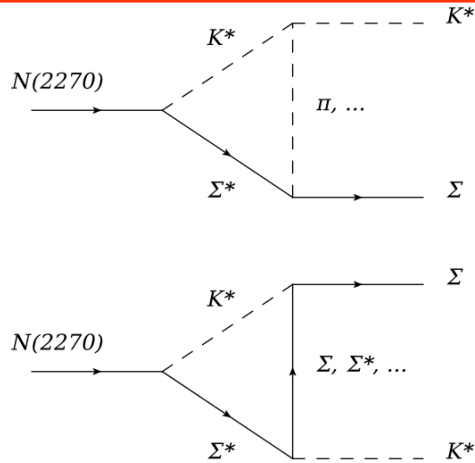 K*
K*
N(2270)
π, ...
Σ*
Σ
Σ
K*
N(2270)
Σ, Σ*, ...
Σ*
K*